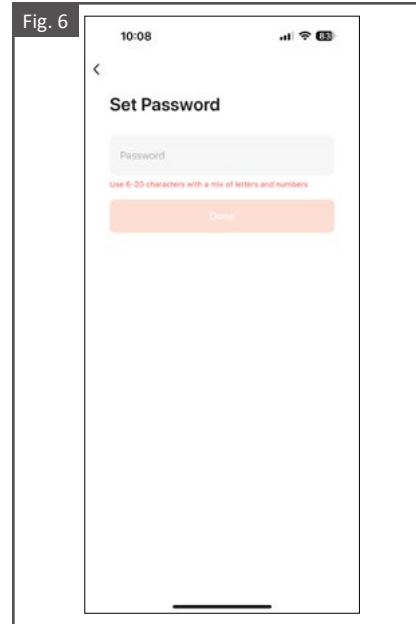 Fig. 6
10:08
83
Set Password
Password
Use 6-20 characters with a mix of letters and numbers
Done